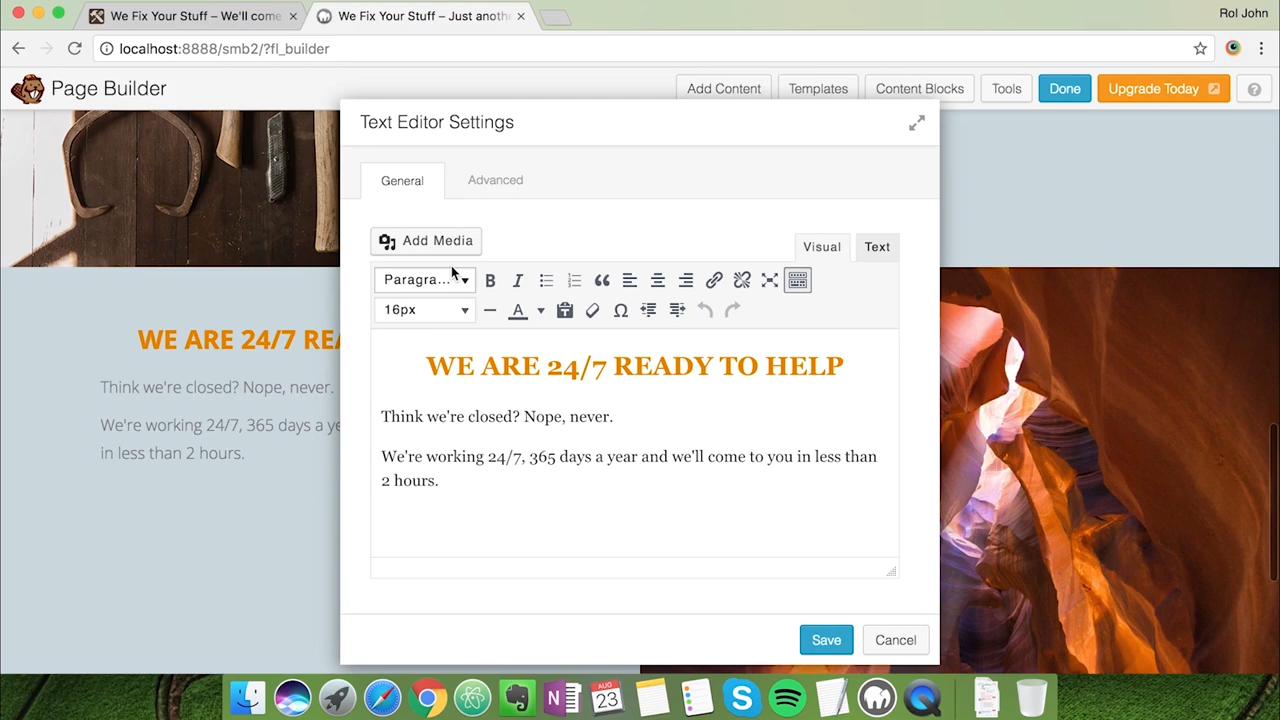 We Fix Your Stuff – We'll come
We Fix Your Stuff – Just anoth
Rol John
localhost:8888/smb2/?fl_builder
Page Builder
Add Content
Templates
Content Blocks
Tools
Done
Upgrade Today
?
Text Editor Settings
General
Advanced
Add Media
Visual
Text
Paragra...
B
I
16px
A
Ω
WE ARE 24/7 REA
Think we're closed? Nope, never.
We're working 24/7, 365 days a ye
in less than 2 hours.
WE ARE 24/7 READY TO HELP
Think we're closed? Nope, never.
We're working 24/7, 365 days a year and we'll come to you in less than
2 hours.
Save
Cancel
AUG
23